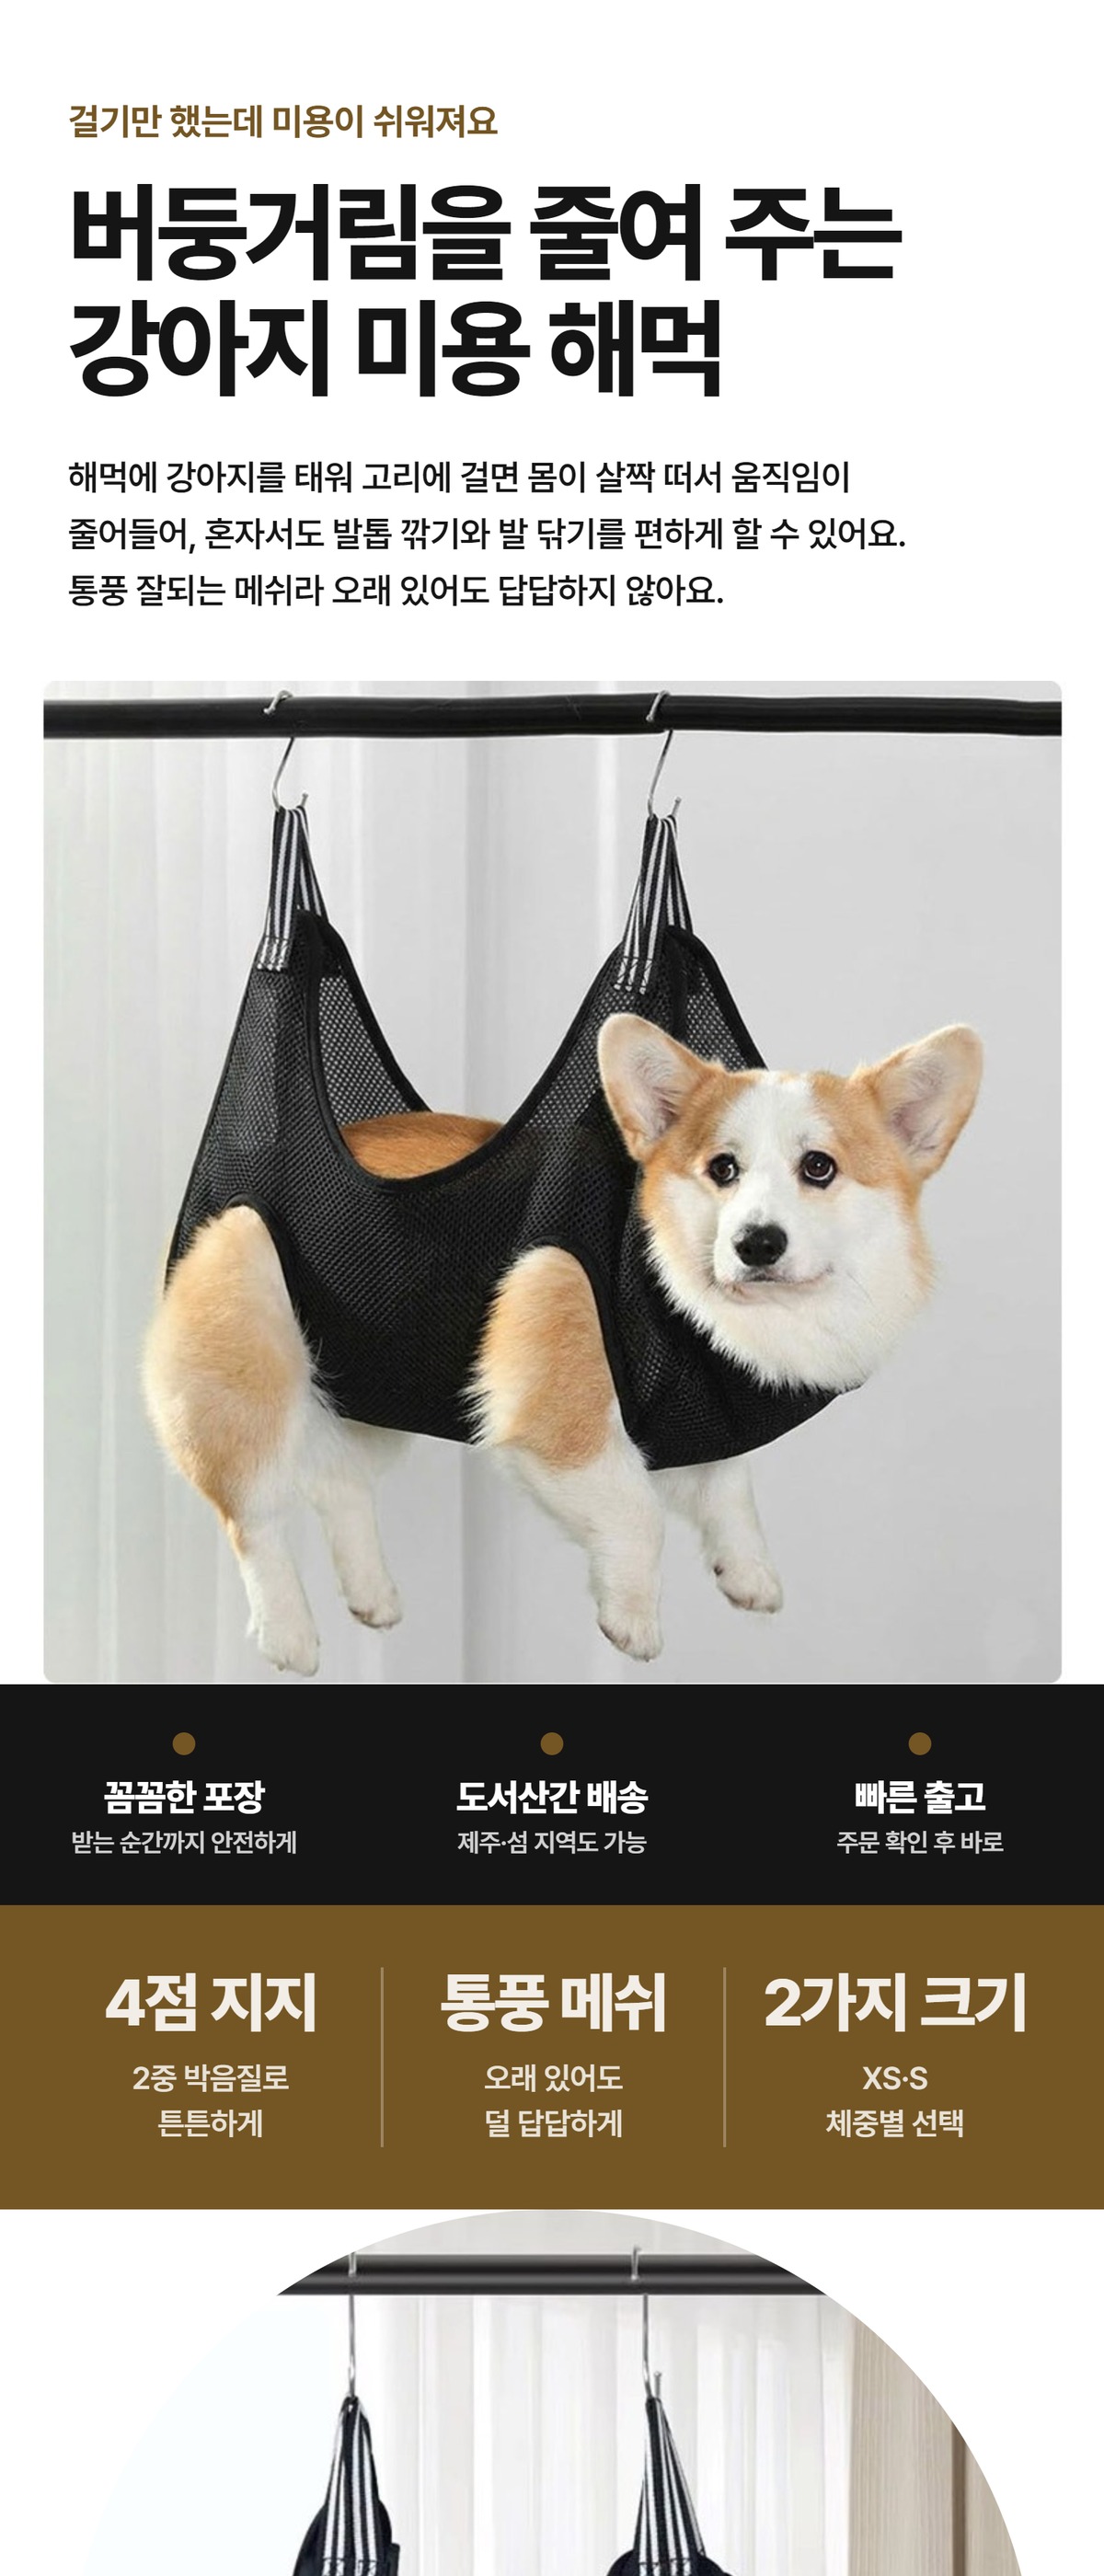 걸기만 했는데 미용이 쉬워져요
버둥거림을 줄여 주는
강아지 미용 해먹
해먹에 강아지를 태워 고리에 걸면 몸이 살짝 떠서 움직임이
줄어들어, 혼자서도 발톱 깎기와 발 닦기를 편하게 할 수 있어요.
통풍 잘되는 메쉬라 오래 있어도 답답하지 않아요.
꼼꼼한 포장
받는 순간까지 안전하게
도서산간 배송
제주·섬 지역도 가능
빠른 출고
주문 확인 후 바로
4점 지지
2중 박음질로
튼튼하게
통풍 메쉬
오래 있어도
덜 답답하게
2가지 크기
XS·S
체중별 선택